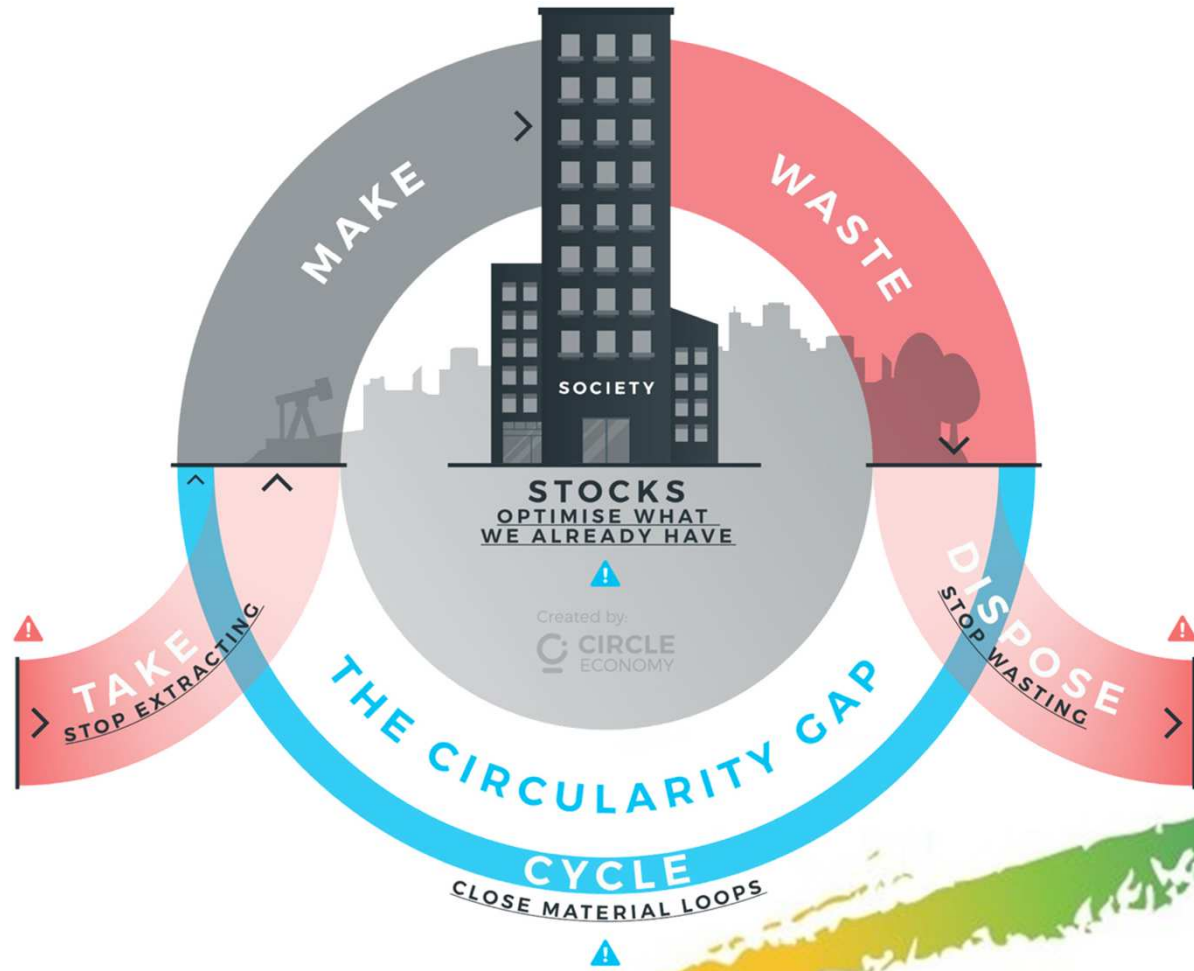 MAKE
WASTE
SOCIETY
STOCKS
OPTIMISE WHAT
WE ALREADY HAVE
Created by:
CIRCLE
ECONOMY
TAKE
STOP EXTRACTING
DISPOSE
STOP WASTING
THE CIRCULARITY GAP
CYCLE
CLOSE MATERIAL LOOPS